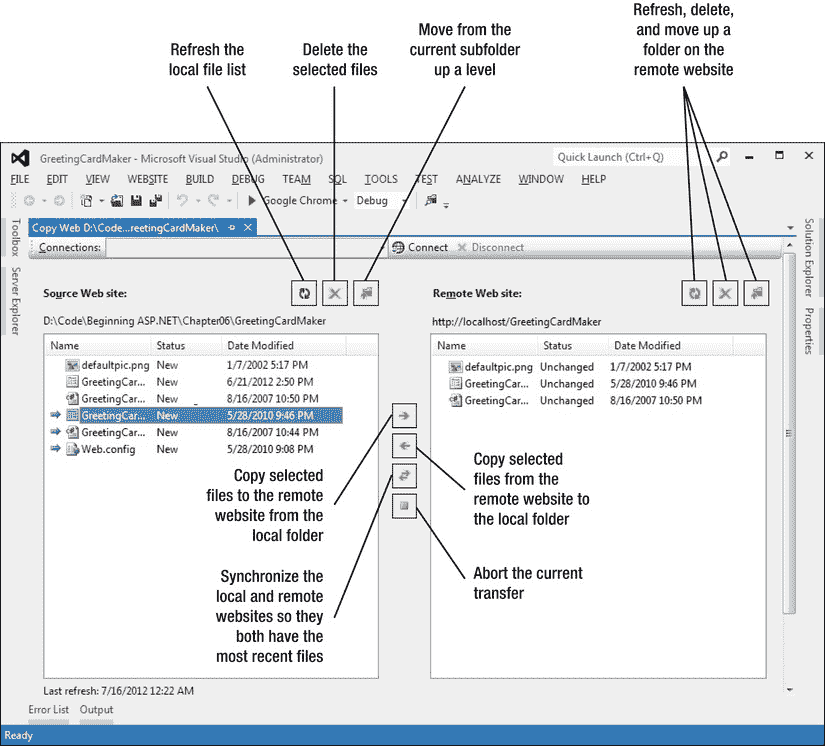 Refresh the
local file list
Delete the
selected files
Move from the
current subfolder
up a level
Refresh, delete,
and move up a
folder on the
remote website
GreetingCardMaker - Microsoft Visual Studio (Administrator)
Quick Launch (Ctrl+Q)
FILE EDIT VIEW WEBSITE BUILD DEBUG TEAM SQL TOOLS TEST ANALYZE WINDOW HELP
Google Chrome Debug
Copy Web D:\Code...reetingCardMaker\
Toolbox
Server Explorer
Solution Explorer
Properties
Connections:
Connect Disconnect
Source Web site:
D:\Code\Beginning ASP.NET\Chapter06\GreetingCardMaker
Name Status Date Modified
defaultpic.png New 1/7/2002 5:17 PM
GreetingCar... New 6/21/2012 2:50 PM
GreetingCar... New 8/16/2007 10:50 PM
GreetingCar... New 5/28/2010 9:46 PM
GreetingCar... New 8/16/2007 10:44 PM
Web.config New 5/28/2010 9:08 PM
Remote Web site:
http://localhost/GreetingCardMaker
Name Status Date Modified
defaultpic.png Unchanged 1/7/2002 5:17 PM
GreetingCar... Unchanged 5/28/2010 9:46 PM
GreetingCar... Unchanged 8/16/2007 10:50 PM
Copy selected
files to the remote
website from the
local folder
Synchronize the
local and remote
websites so they
both have the
most recent files
Copy selected
files from the
remote website to
the local folder
Abort the current
transfer
Last refresh: 7/16/2012 12:22 AM
Error List Output
Ready